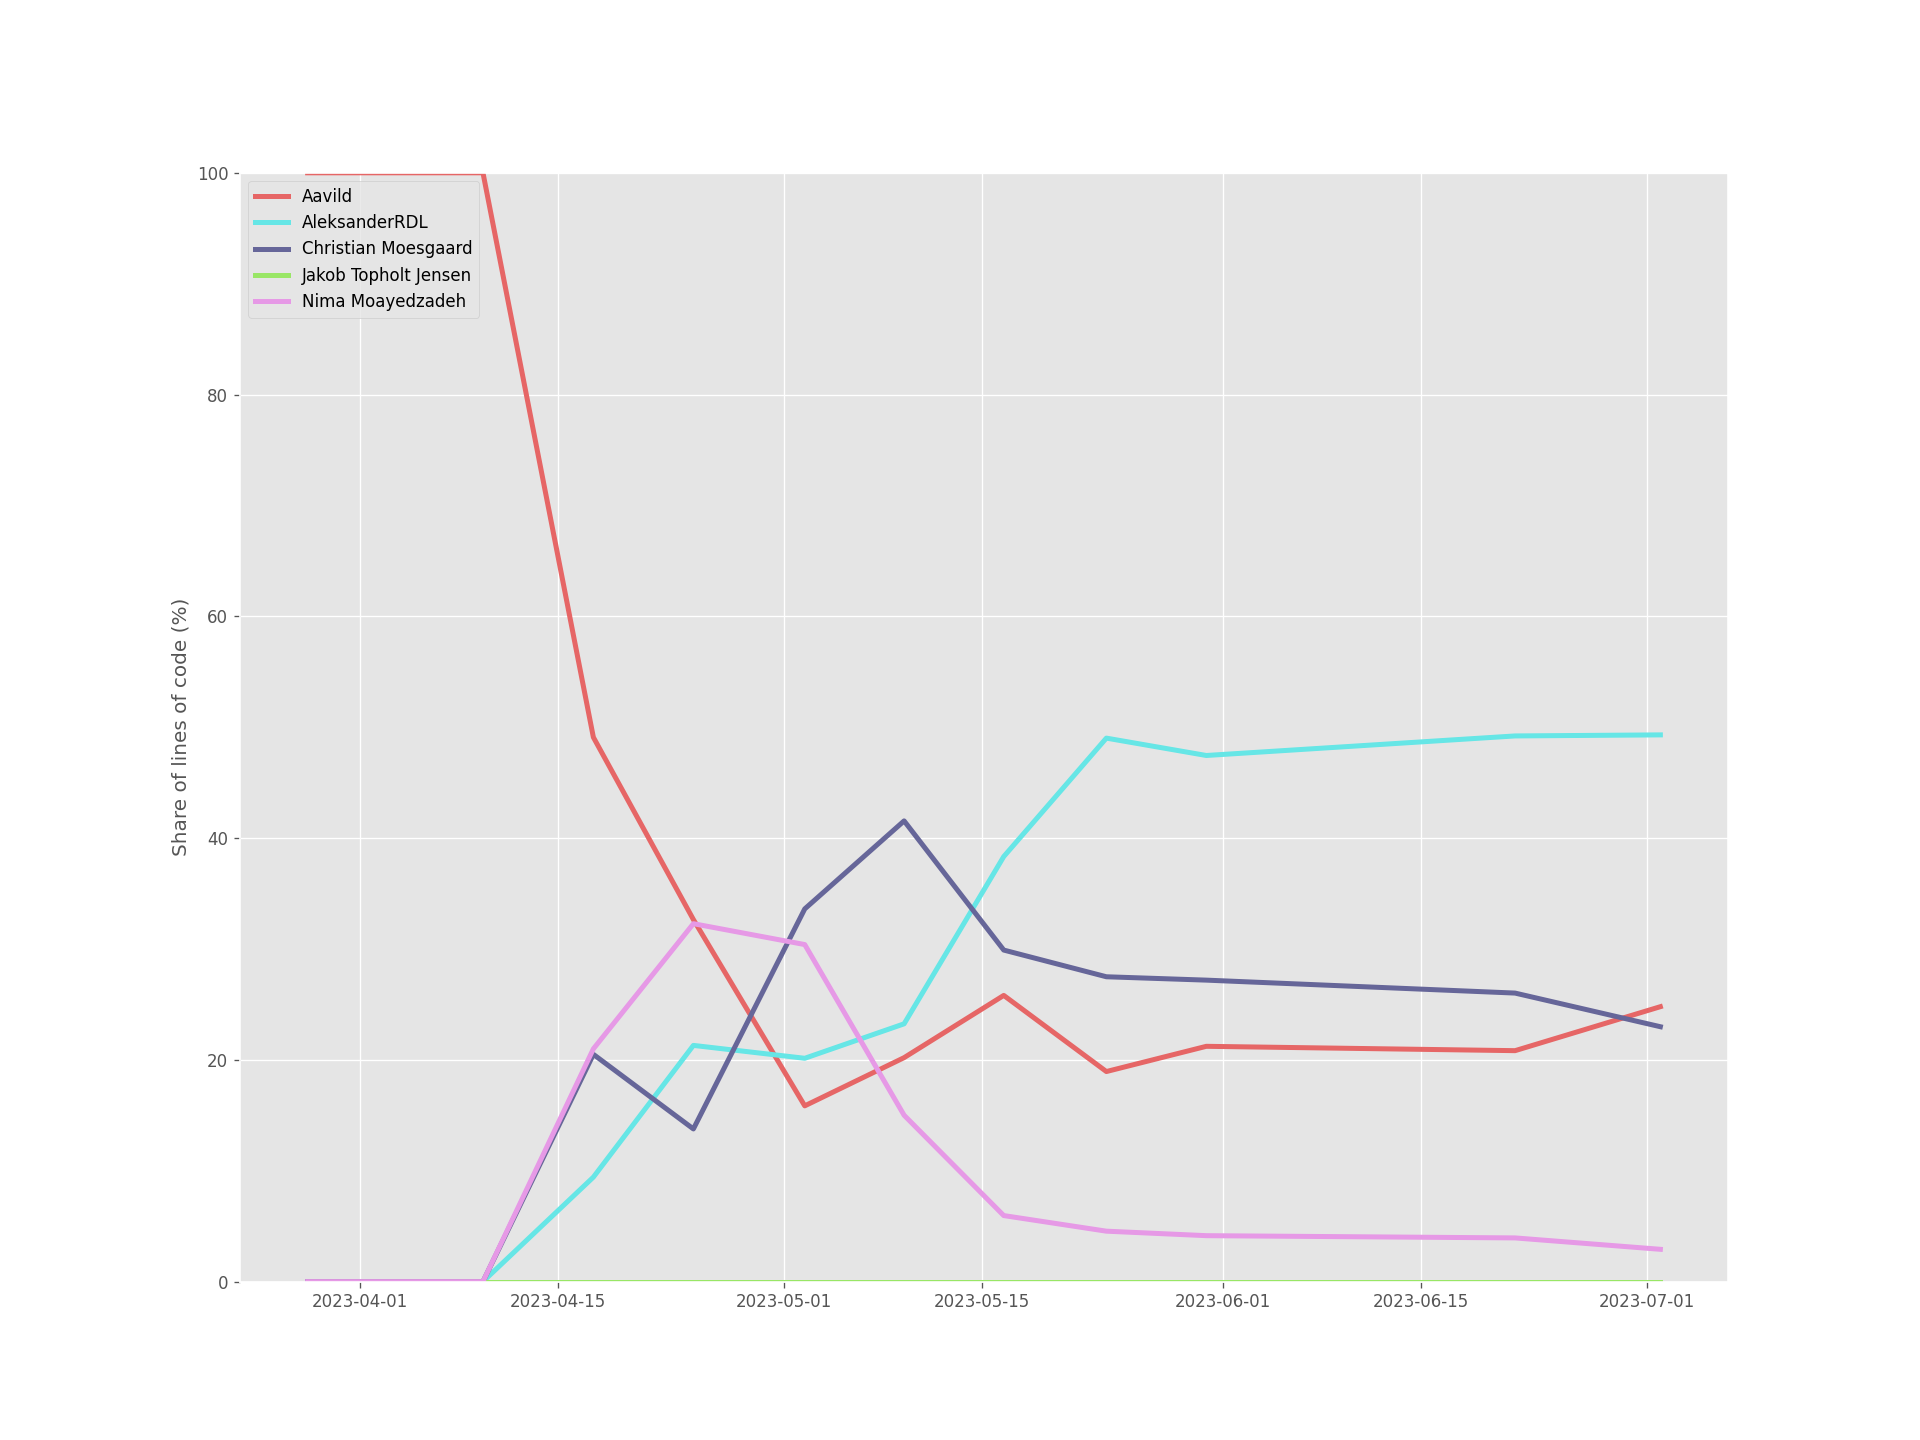 100
80
60
40
20
0
Share of lines of code (%)
Aavild
AleksanderRDL
Christian Moesgaard
Jakob Topholt Jensen
Nima Moayedzadeh
2023-04-01
2023-04-15
2023-05-01
2023-05-15
2023-06-01
2023-06-15
2023-07-01